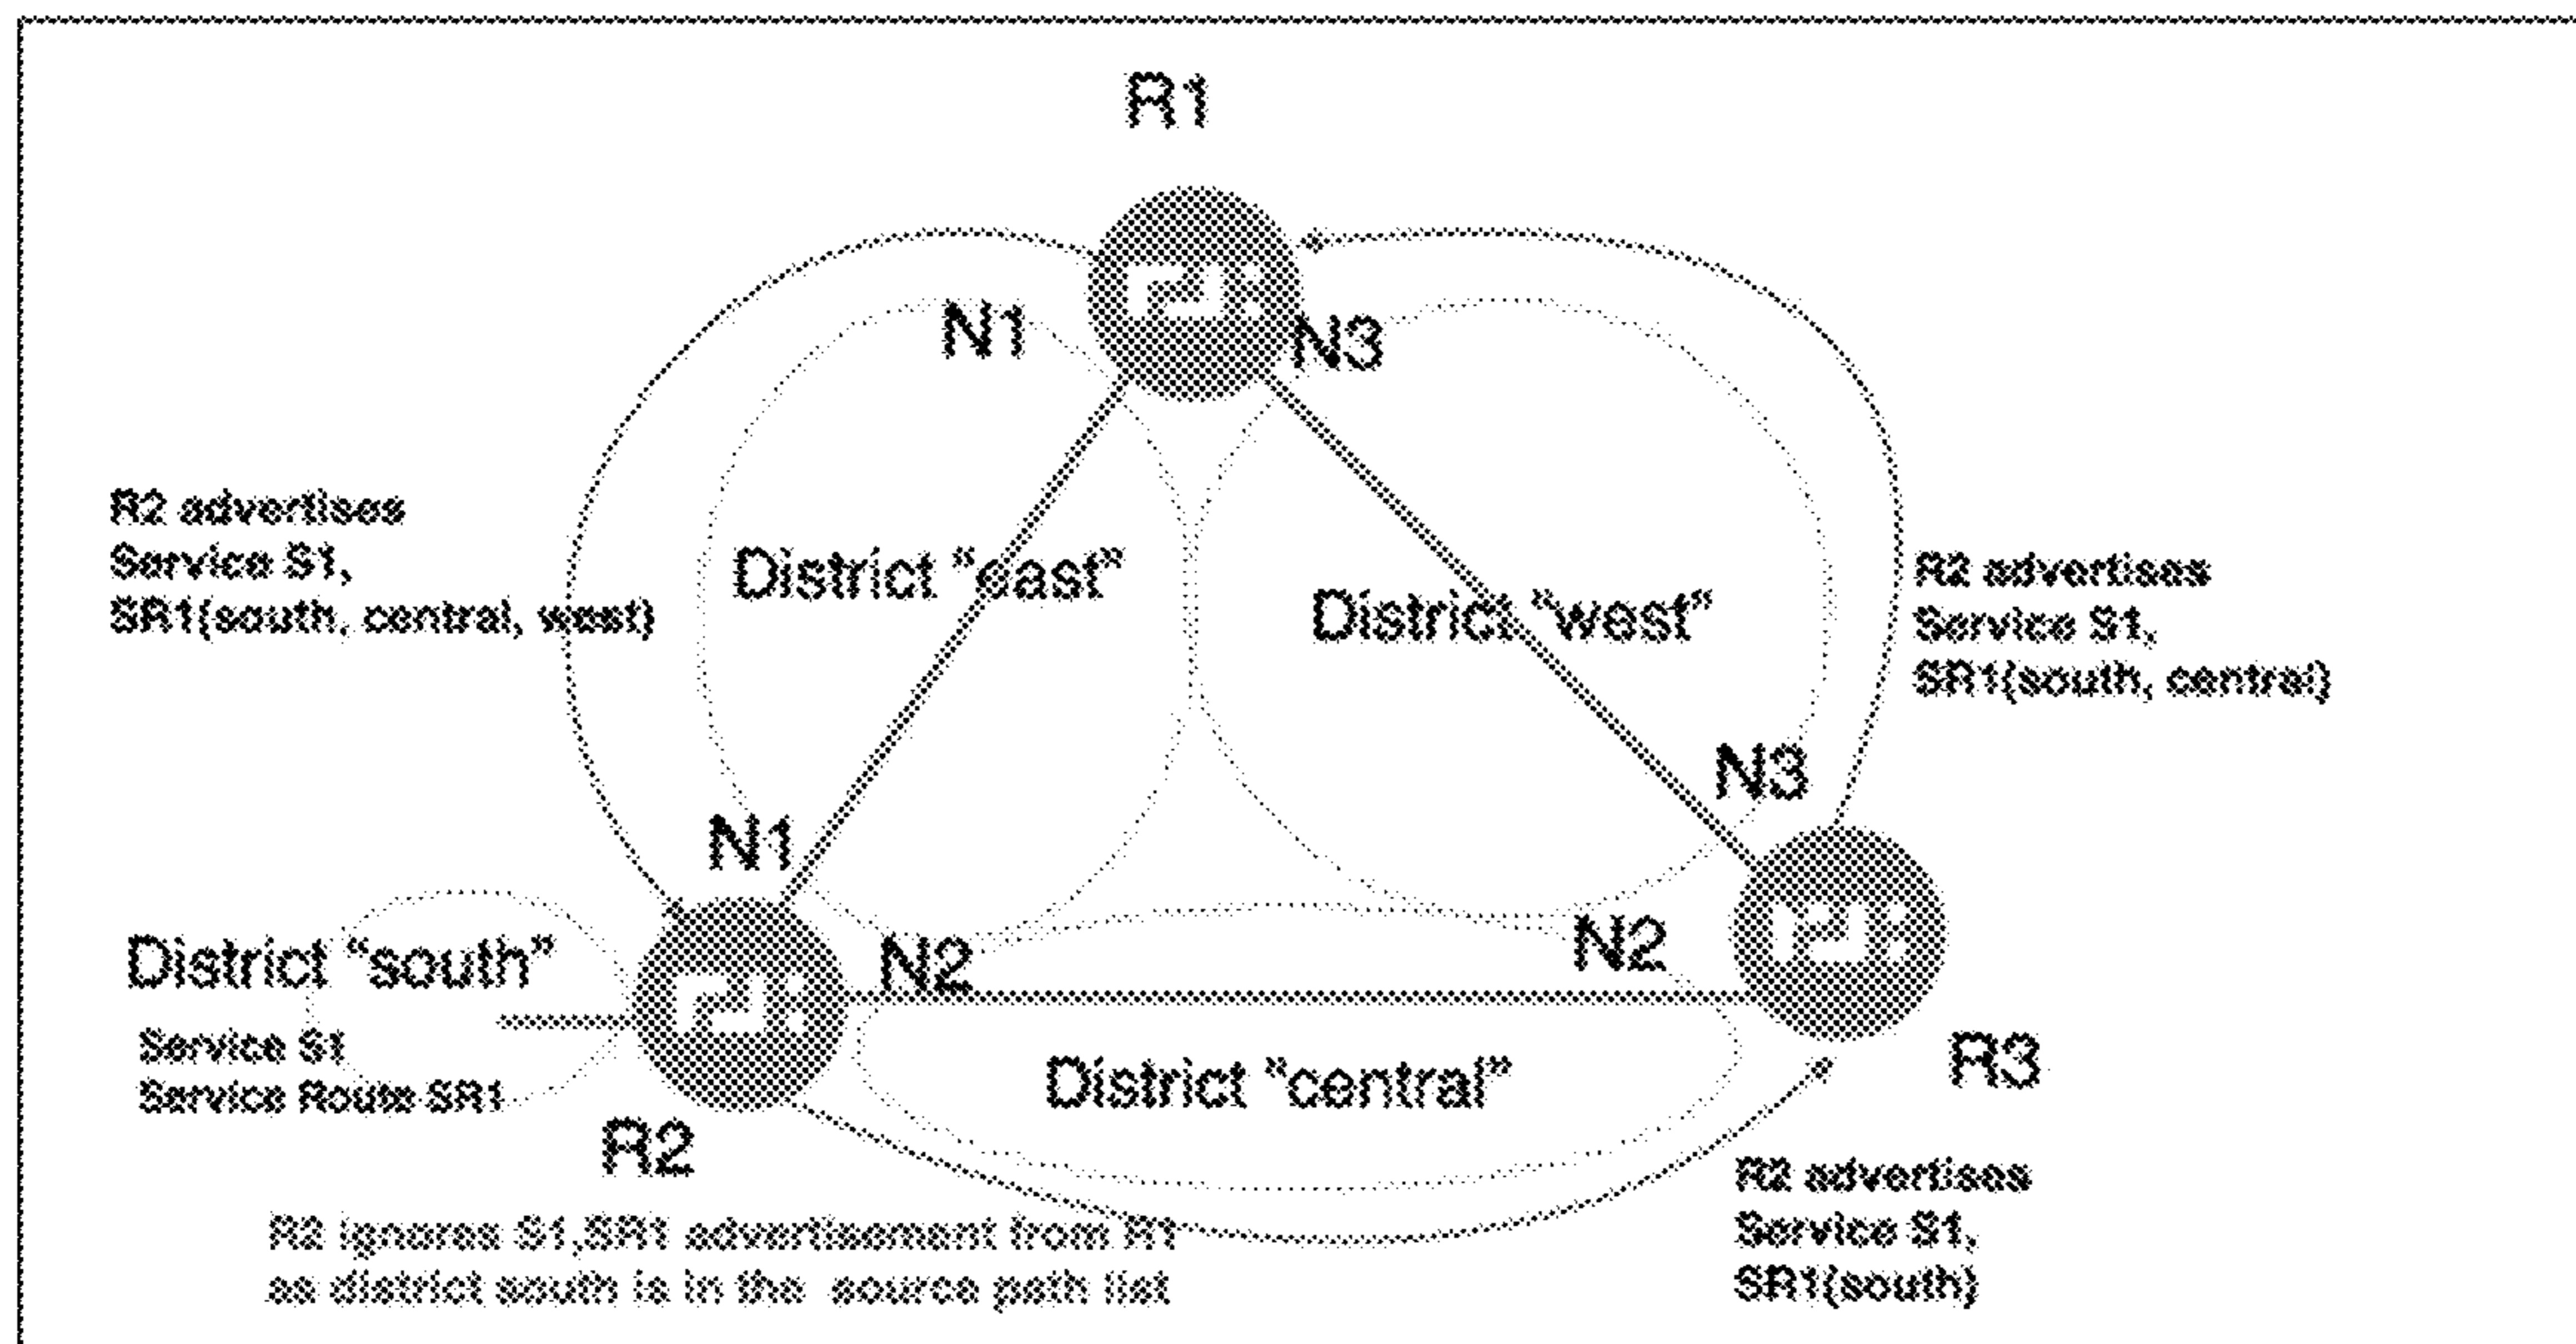 R1
N1
N3
R2 advertises
Service S1,
SR1(south, central, west)
District "east"
District "west"
R2 advertises
Service S1,
SR1(south, central)
N3
N1
District "south"
N2
N2
Service S1
Service Route SR1
District "central"
R3
R2
R2 advertises
Service S1,
SR1(south)
R2 ignores S1,SR1 advertisement from R1
as district south is in the source path list